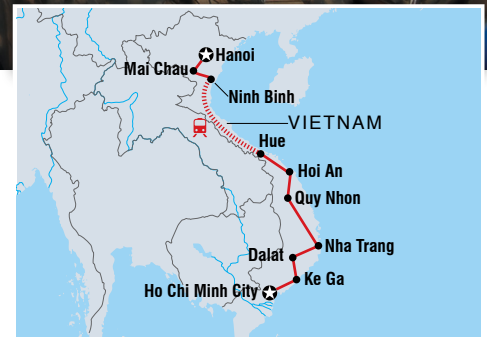 Hanoi
Mai Chau
Ninh Binh
VIETNAM
Hue
Hoi An
Quy Nhon
Nha Trang
Dalat
Ke Ga
Ho Chi Minh City